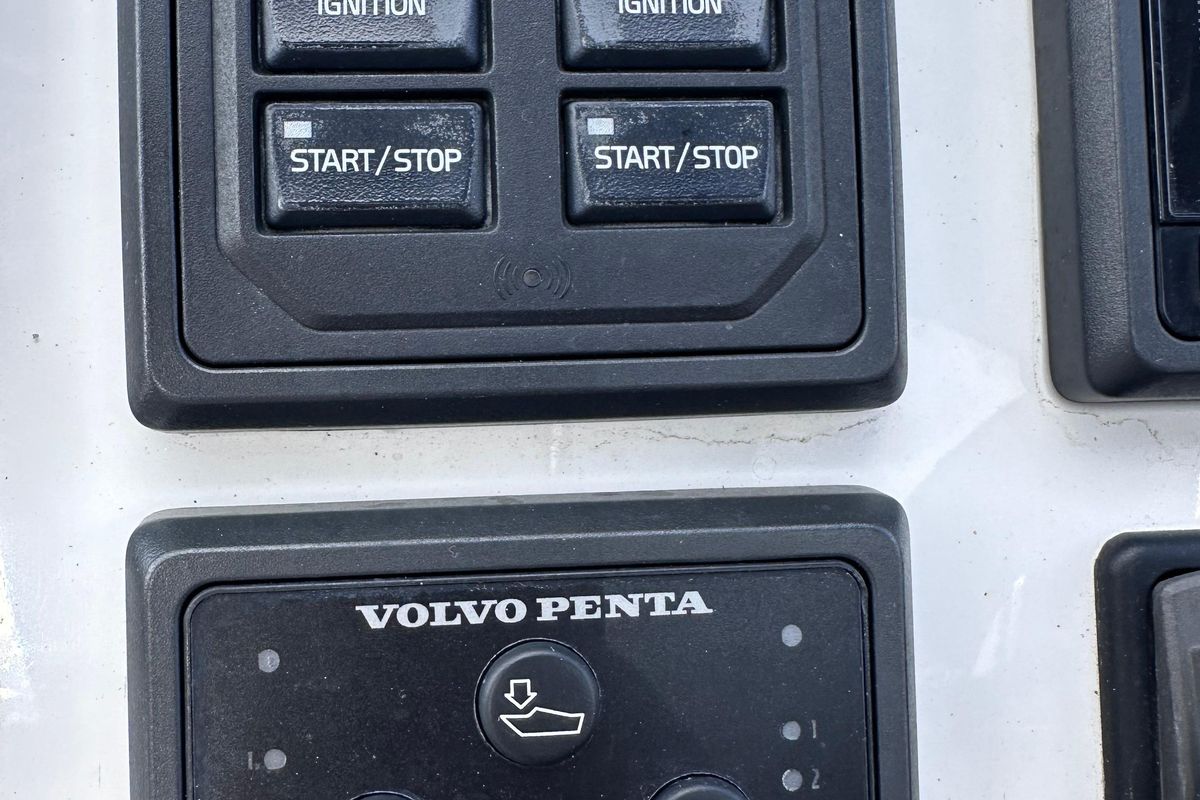 IGNITION IGNITION
START/STOP START/STOP
VOLVO PENTA
1
2